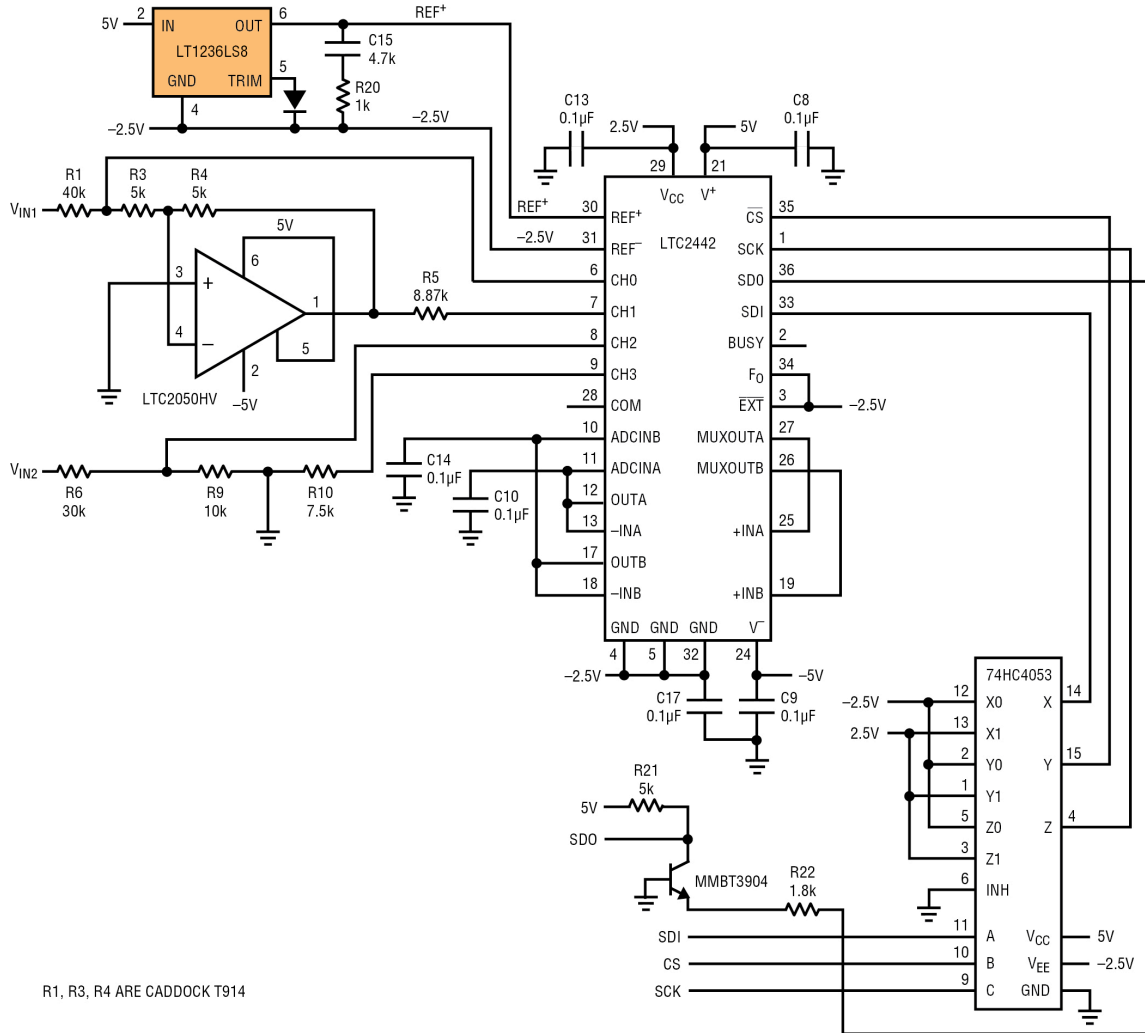 2
5V
IN
OUT
6
REF+
LT1236LS8
GND
TRIM
5
4
–2.5V
C15
4.7k
R20
1k
–2.5V
C13
0.1µF
2.5V
5V
C8
0.1µF
29
21
VCC
V+
LTC2442
R1
40k
R3
5k
R4
5k
VIN1
REF+
30
REF+
–2.5V
31
REF–
6
CH0
7
CH1
8
CH2
9
CH3
28
COM
10
ADCINB
11
ADCINA
12
OUTA
13
–INA
17
OUTB
18
–INB
CS
35
SCK
1
SD0
36
SDI
33
BUSY
2
FO
34
EXT
3
–2.5V
MUXOUTA
27
MUXOUTB
26
+INA
25
+INB
19
GND
GND
GND
V–
4
5
32
24
–2.5V
–5V
C17
0.1µF
C9
0.1µF
5V
6
3
+
4
–
1
5
2
–5V
LTC2050HV
R5
8.87k
VIN2
R6
30k
R9
10k
R10
7.5k
C14
0.1µF
C10
0.1µF
74HC4053
–2.5V
12
X0
X
14
2.5V
13
X1
2
Y0
Y
15
1
Y1
5
Z0
Z
4
3
Z1
6
INH
SDI
11
A
VCC
5V
CS
10
B
VEE
–2.5V
SCK
9
C
GND
R21
5k
5V
SDO
MMBT3904
R22
1.8k
R1, R3, R4 ARE CADDOCK T914